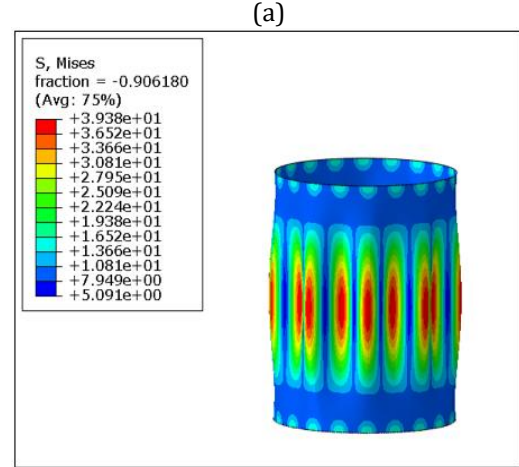 (a)
S, Mises
fraction = -0.906180
(Avg: 75%)
+3.938e+01
+3.652e+01
+3.366e+01
+3.081e+01
+2.795e+01
+2.509e+01
+2.224e+01
+1.938e+01
+1.652e+01
+1.366e+01
+1.081e+01
+7.949e+00
+5.091e+00